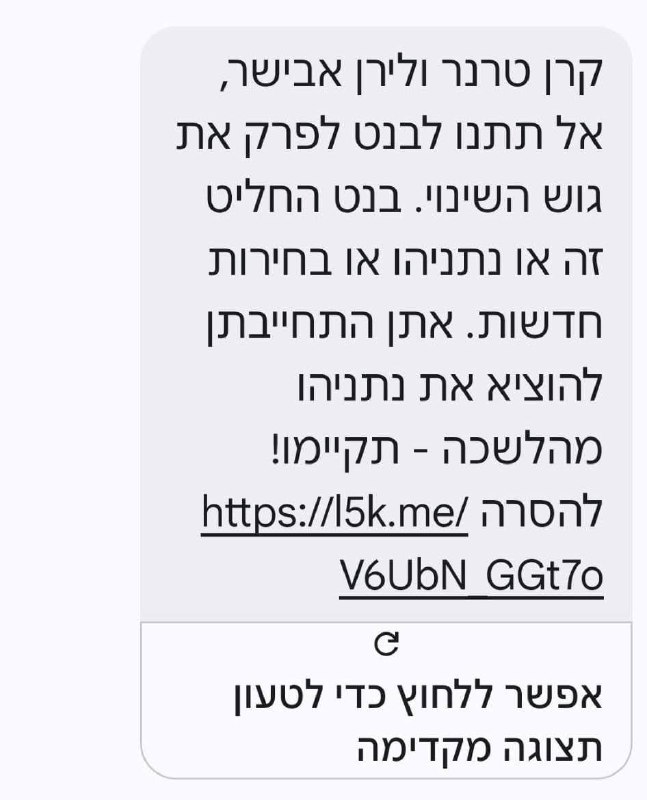 קרן טרנר ולירן אבישר,
אל תתנו לבנט לפרק את
גוש השינוי. בנט החליט
זה או נתניהו או בחירות
חדשות. אתן התחייבתן
להוציא את נתניהו
מהלשכה - תקיימו!
להסרה https://l5k.me/
V6UbN_GGt7o
אפשר ללחוץ כדי לטעון
תצוגה מקדימה